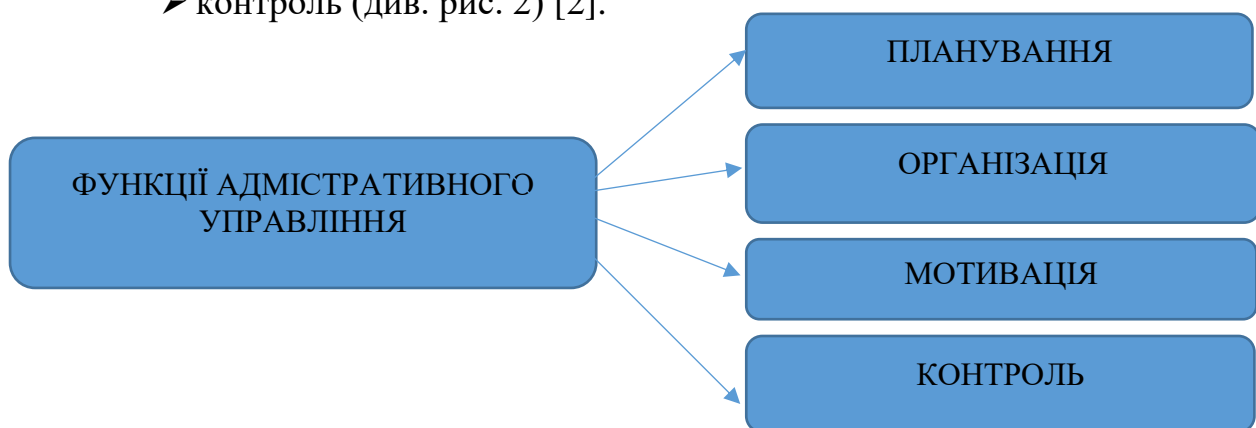 ➤ контроль (див. рис. 2) [2].
ПЛАНУВАННЯ
ОРГАНІЗАЦІЯ
ФУНКЦІЇ АДМІСТРАТИВНОГО
УПРАВЛІННЯ
МОТИВАЦІЯ
КОНТРОЛЬ